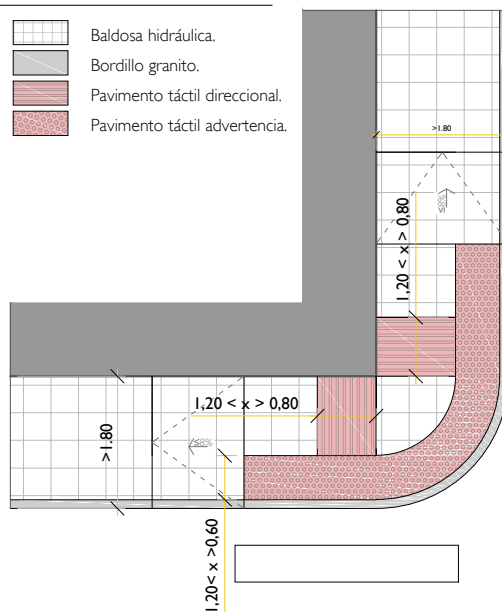 Baldosa hidráulica.
Bordillo granito.
Pavimento táctil direccional.
Pavimento táctil advertencia.
>1.80
≤8%
1,20 < x > 0,80
1,20 < x > 0,80
>1.80
≤8%
1,20< x >0,60